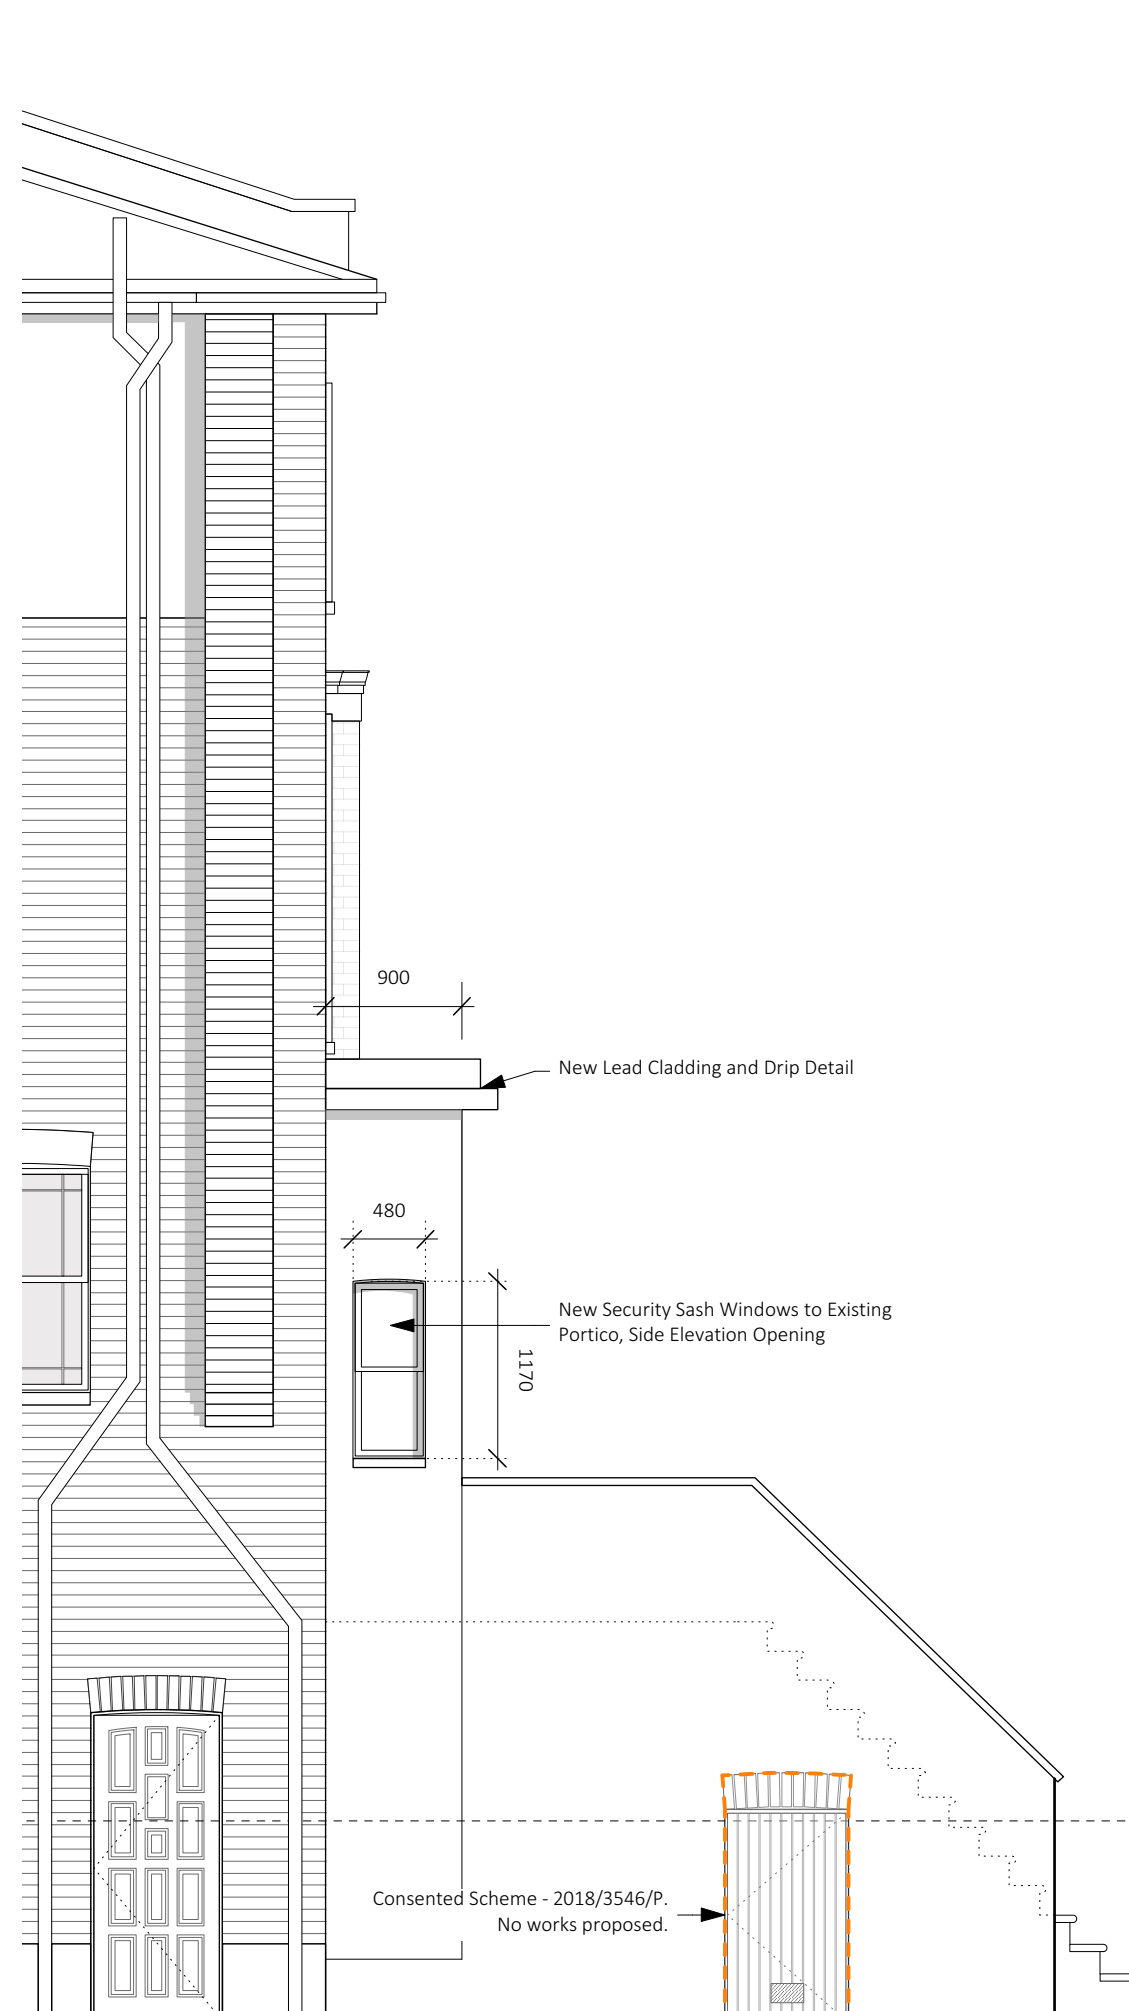 900
New Lead Cladding and Drip Detail
480
New Security Sash Windows to Existing
Portico, Side Elevation Opening
1170
Consented Scheme - 2018/3546/P.
No works proposed.